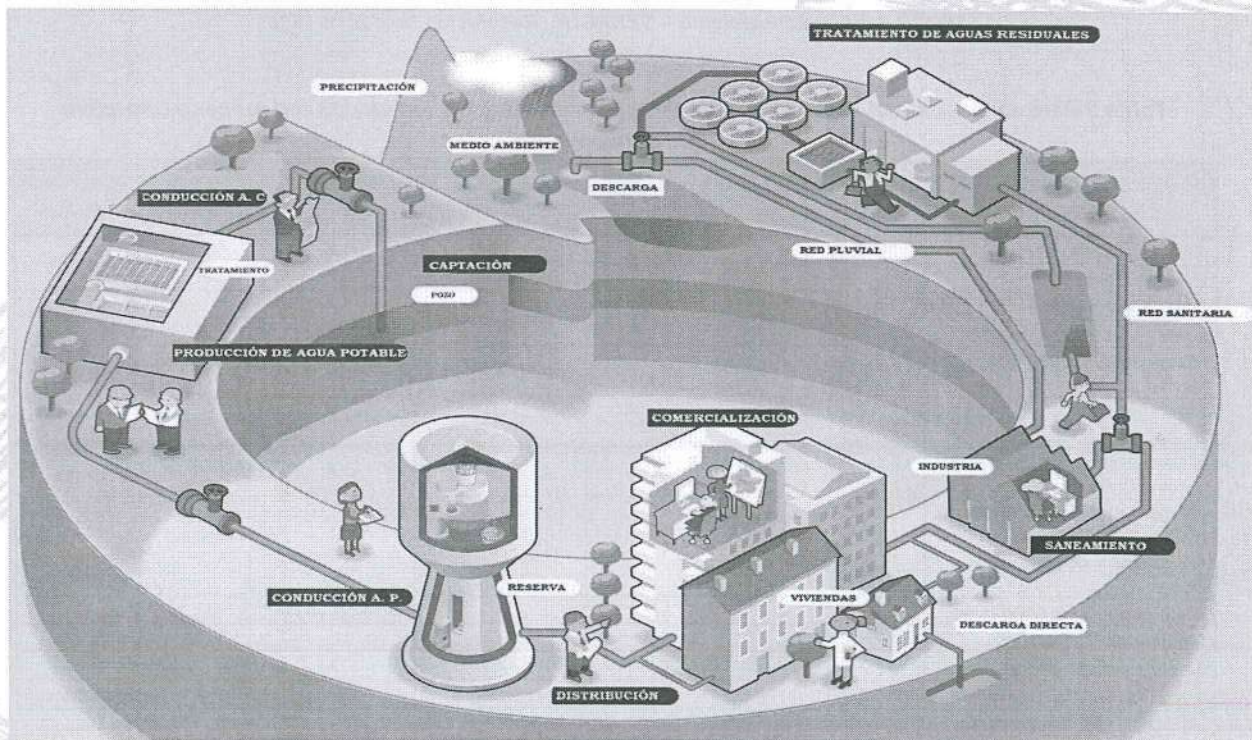 TRATAMIENTO DE AGUAS RESIDUALES
PRECIPITACIÓN
MEDIO AMBIENTE
DESCARGA
CONDUCCIÓN A. C
RED PLUVIAL
TRATAMIENTO
CAPTACIÓN
POZO
RED SANITARIA
PRODUCCIÓN DE AGUA POTABLE
COMERCIALIZACIÓN
INDUSTRIA
SANEAMIENTO
RESERVA
CONDUCCIÓN A. P.
VIVIENDAS
DESCARGA DIRECTA
DISTRIBUCIÓN